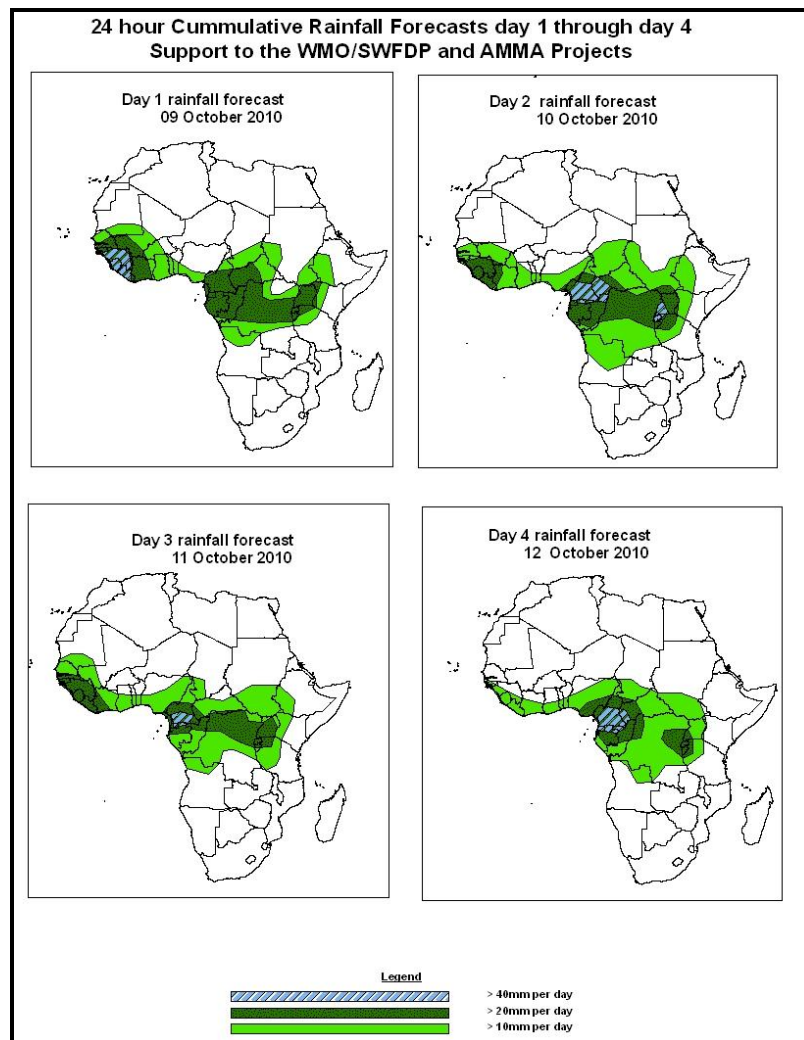 24 hour Cummulative Rainfall Forecasts day 1 through day 4
Support to the WMO/SWFDP and AMMA Projects
Day 1 rainfall forecast
09 October 2010
Day 2 rainfall forecast
10 October 2010
Day 3 rainfall forecast
11 October 2010
Day 4 rainfall forecast
12 October 2010
Legend
> 40mm per day
> 20mm per day
> 10mm per day